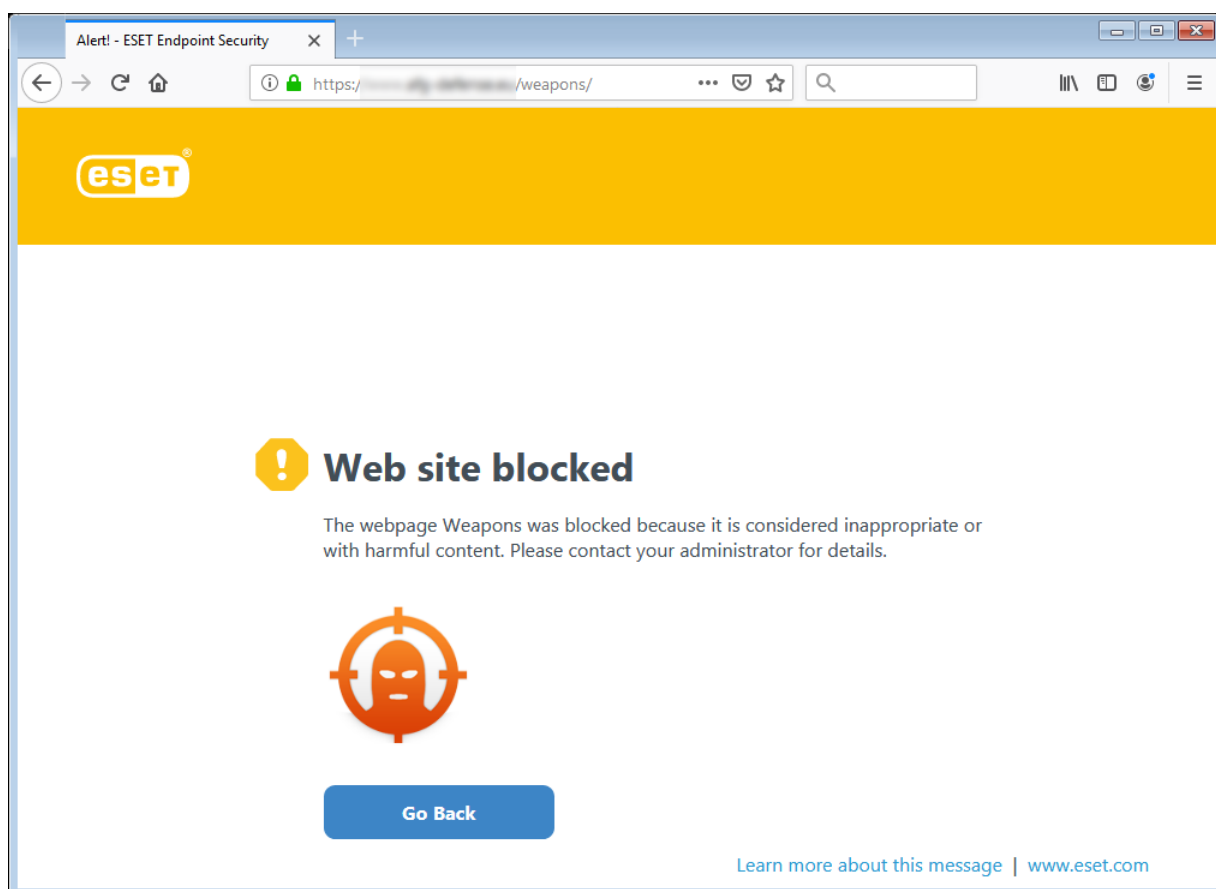 Alert! - ESET Endpoint Security
https:/ /weapons/
eset®
Web site blocked
The webpage Weapons was blocked because it is considered inappropriate or
with harmful content. Please contact your administrator for details.
Go Back
Learn more about this message | www.eset.com